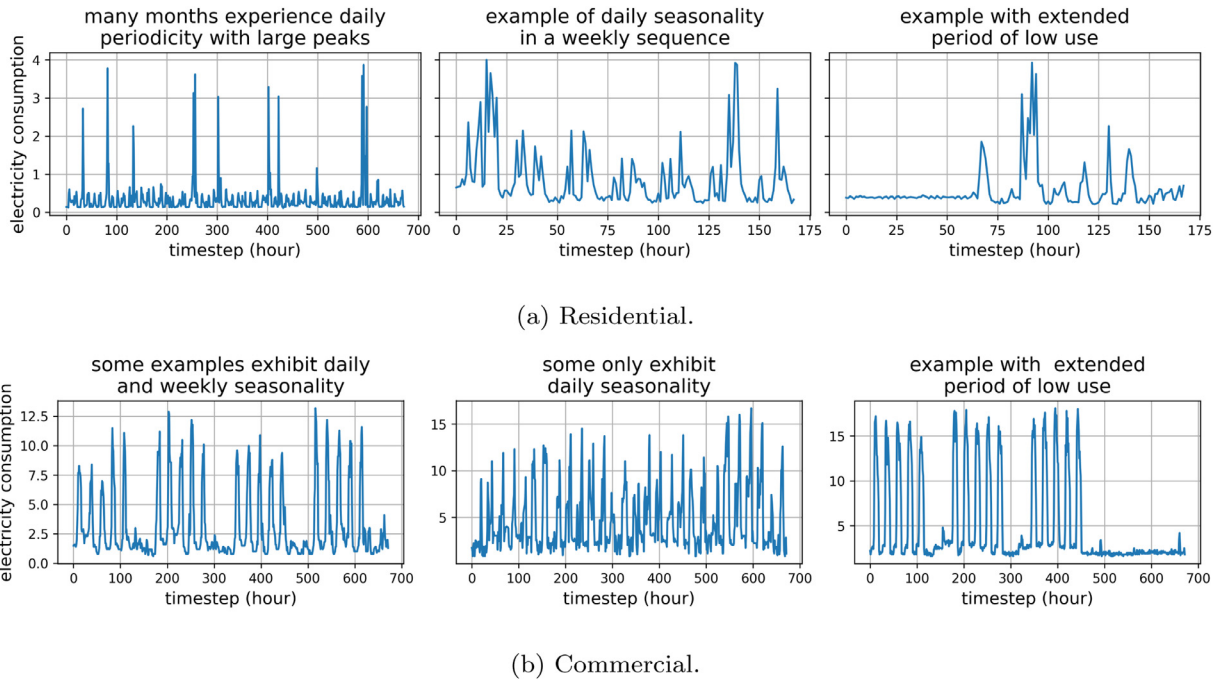 many months experience daily
periodicity with large peaks
example of daily seasonality
in a weekly sequence
example with extended
period of low use
electricity consumption
4
3
2
1
0
0 100 200 300 400 500 600 700
0 25 50 75 100 125 150 175
0 25 50 75 100 125 150 175
timestep (hour)
timestep (hour)
timestep (hour)
(a) Residential.
some examples exhibit daily
and weekly seasonality
some only exhibit
daily seasonality
example with extended
period of low use
electricity consumption
12.5
10.0
7.5
5.0
2.5
0.0
15
10
5
15
10
5
0 100 200 300 400 500 600 700
0 100 200 300 400 500 600 700
0 100 200 300 400 500 600 700
timestep (hour)
timestep (hour)
timestep (hour)
(b) Commercial.